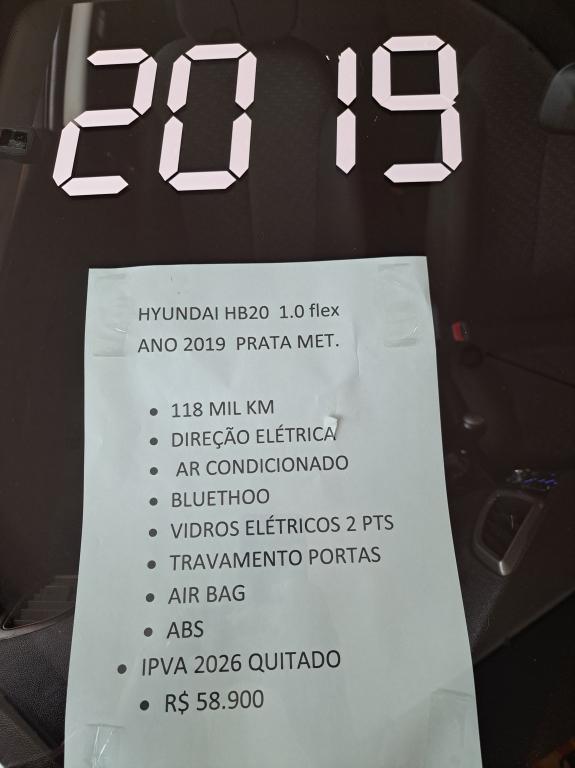 2019
HYUNDAI HB20 1.0 flex
ANO 2019 PRATA MET.
• 118 MIL KM
• DIREÇÃO ELÉTRICA
• AR CONDICIONADO
• BLUETHOO
• VIDROS ELÉTRICOS 2 PTS
• TRAVAMENTO PORTAS
• AIR BAG
• ABS
• IPVA 2026 QUITADO
• R$ 58.900